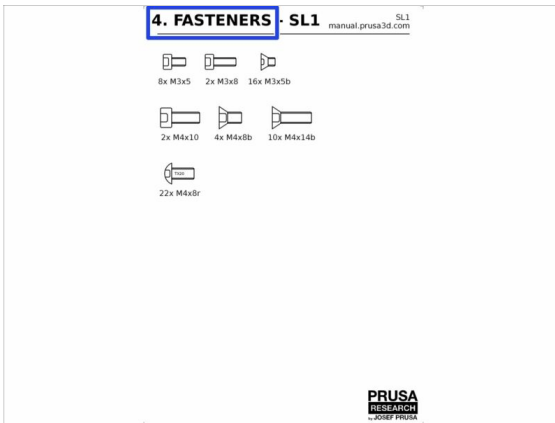 4. FASTENERS - SL1
SL1
manual.prusa3d.com
8x M3x5 2x M3x8 16x M3x5b
2x M4x10 4x M4x8b 10x M4x14b
TX20
22x M4x8r
PRUSA
RESEARCH
by JOSEF PRUSA